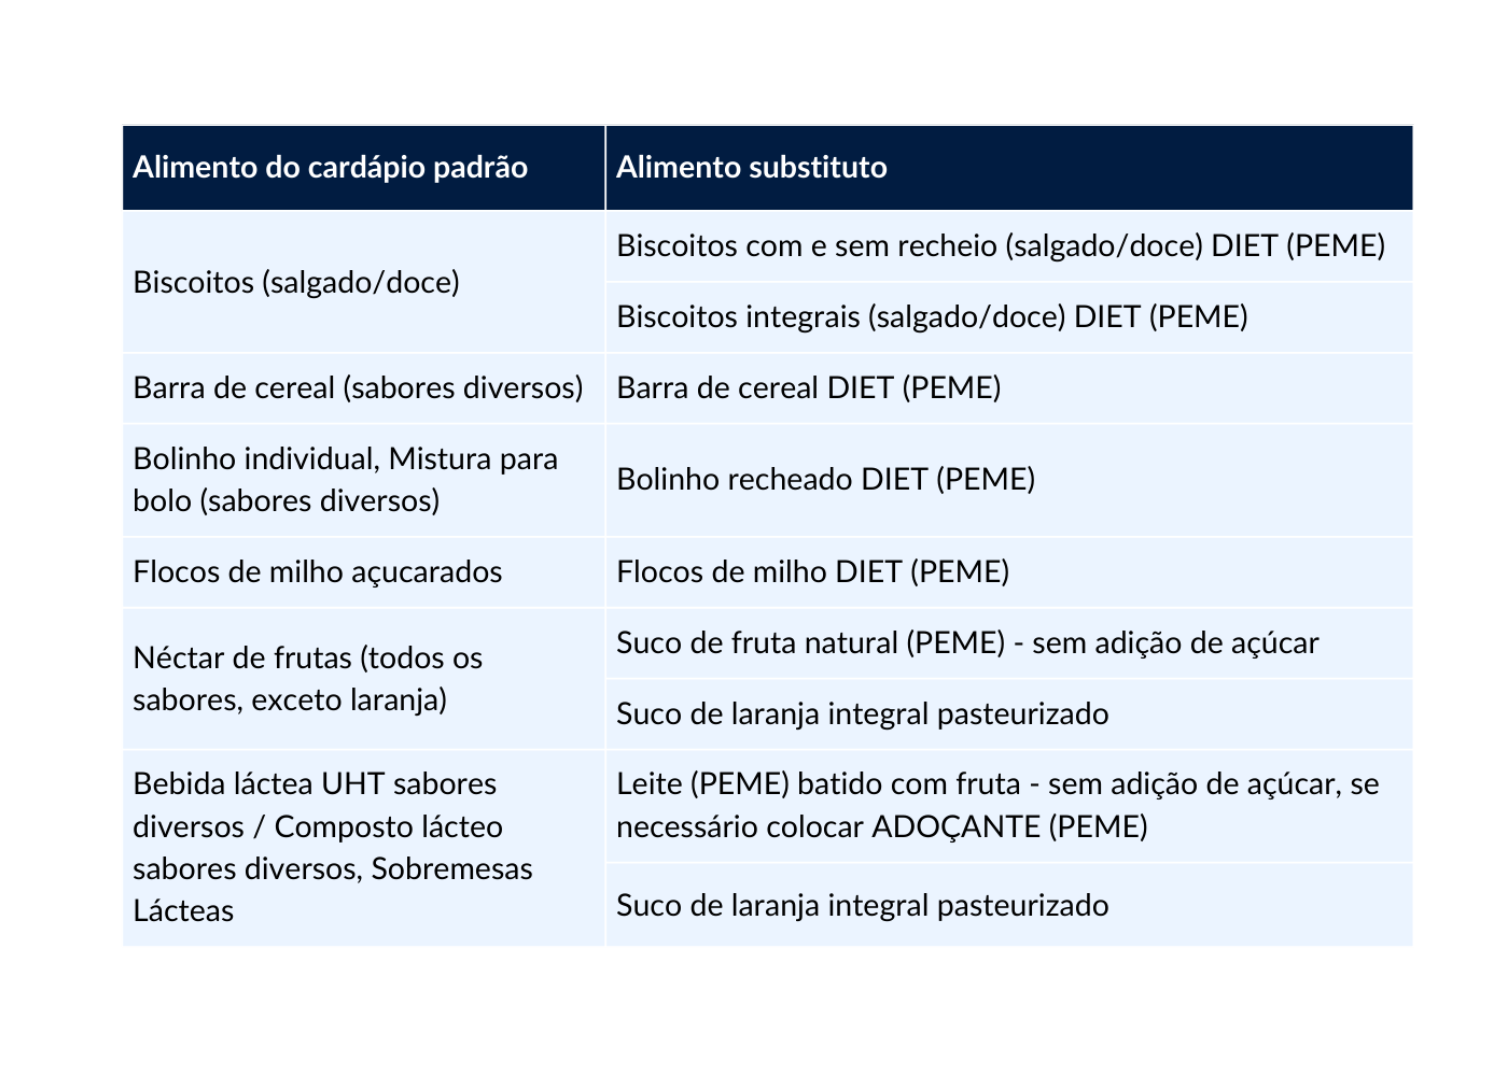 Alimento do cardápio padrão
Alimento substituto
Biscoitos (salgado/doce)
Biscoitos com e sem recheio (salgado/doce) DIET (PEME)
Biscoitos integrais (salgado/doce) DIET (PEME)
Barra de cereal (sabores diversos)
Barra de cereal DIET (PEME)
Bolinho individual, Mistura para
bolo (sabores diversos)
Bolinho recheado DIET (PEME)
Flocos de milho açucarados
Flocos de milho DIET (PEME)
Néctar de frutas (todos os
sabores, exceto laranja)
Suco de fruta natural (PEME) - sem adição de açúcar
Suco de laranja integral pasteurizado
Bebida láctea UHT sabores
diversos / Composto lácteo
sabores diversos, Sobremesas
Lácteas
Leite (PEME) batido com fruta - sem adição de açúcar, se
necessário colocar ADOÇANTE (PEME)
Suco de laranja integral pasteurizado